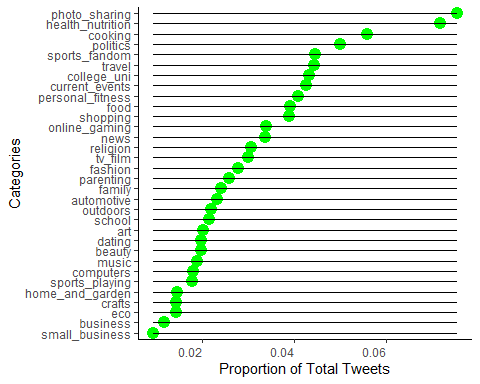 photo_sharing
health_nutrition
cooking
politics
sports_fandom
travel
college_uni
current_events
personal_fitness
food
shopping
online_gaming
news
religion
tv_film
fashion
parenting
family
automotive
outdoors
school
art
dating
beauty
music
computers
sports_playing
home_and_garden
crafts
eco
business
small_business
Categories
0.02 0.04 0.06
Proportion of Total Tweets